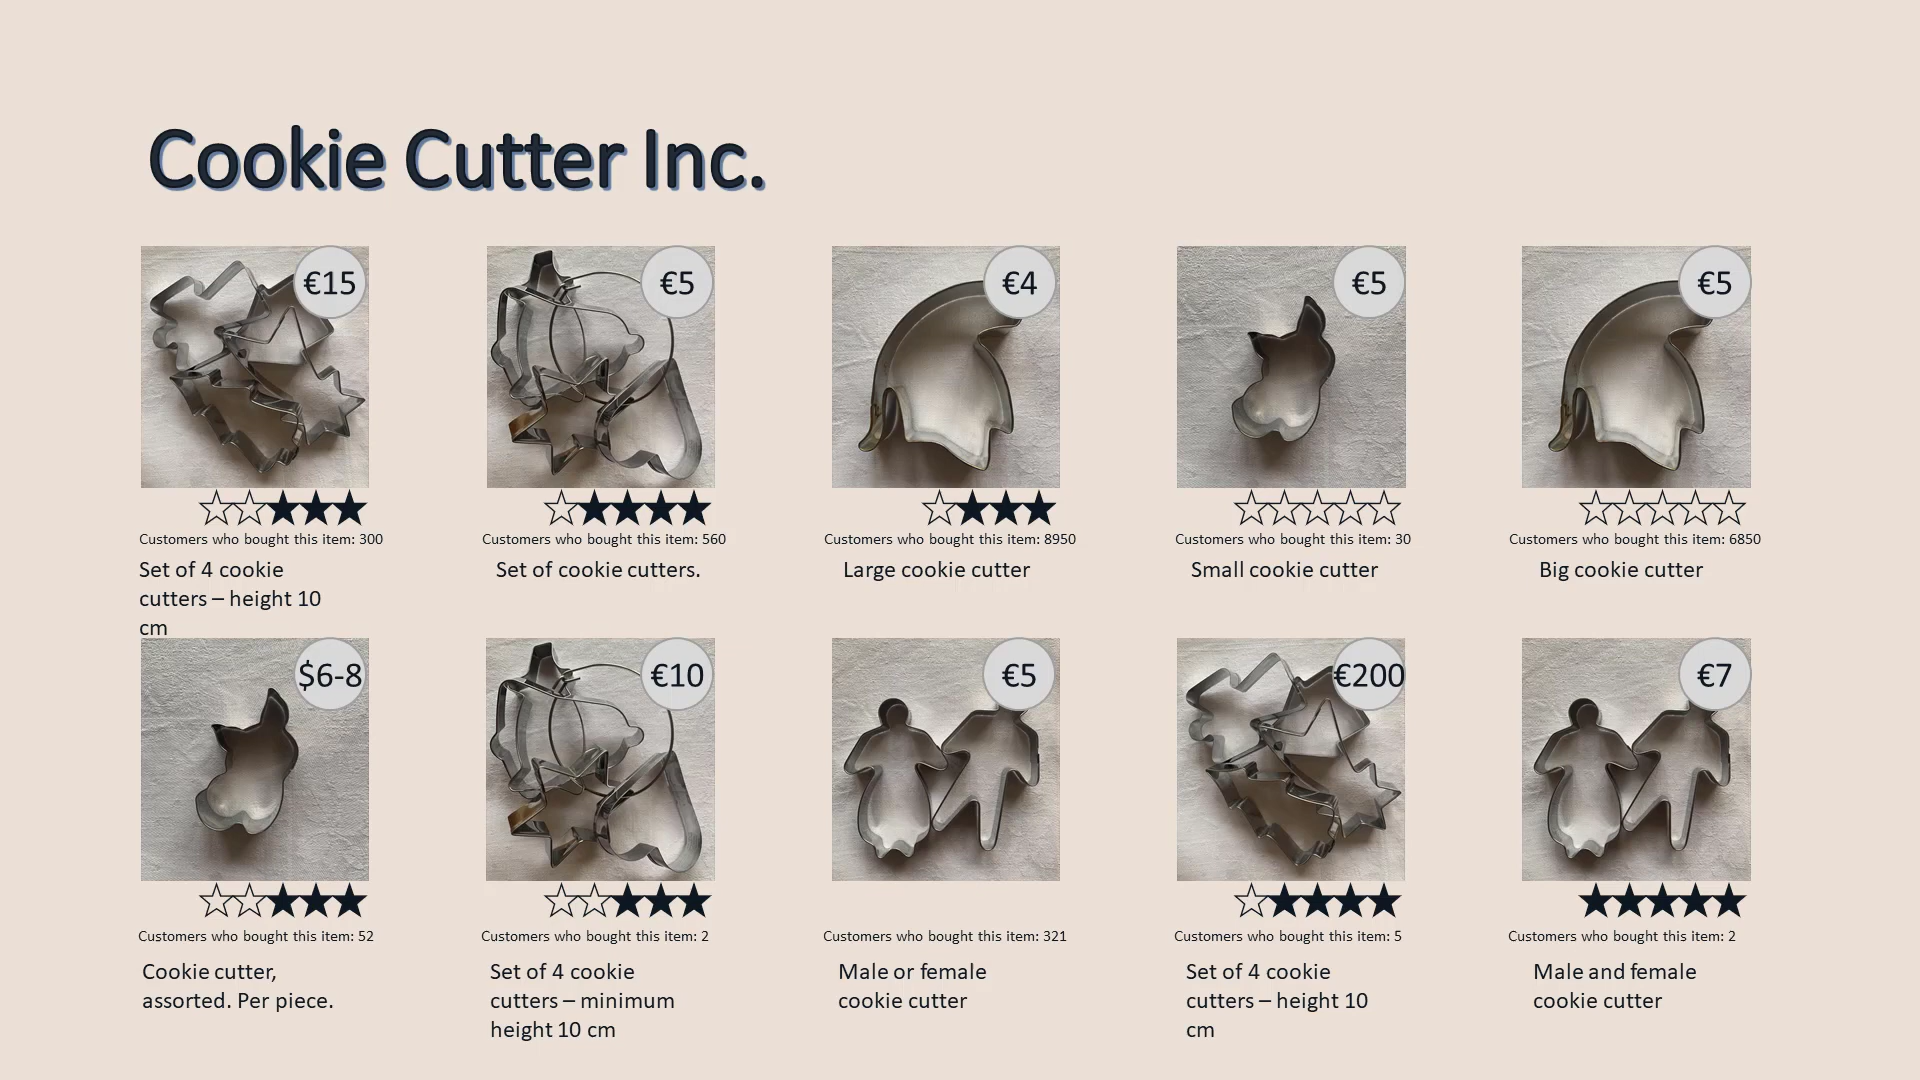 Cookie Cutter Inc.
€15
€5
€4
€5
€5
Customers who bought this item: 300
Customers who bought this item: 560
Customers who bought this item: 8950
Customers who bought this item: 30
Customers who bought this item: 6850
Set of 4 cookie
cutters – height 10
cm
Set of cookie cutters.
Large cookie cutter
Small cookie cutter
Big cookie cutter
$6-8
€10
€5
€200
€7
Customers who bought this item: 52
Customers who bought this item: 2
Customers who bought this item: 321
Customers who bought this item: 5
Customers who bought this item: 2
Cookie cutter,
assorted. Per piece.
Set of 4 cookie
cutters – minimum
height 10 cm
Male or female
cookie cutter
Set of 4 cookie
cutters – height 10
cm
Male and female
cookie cutter